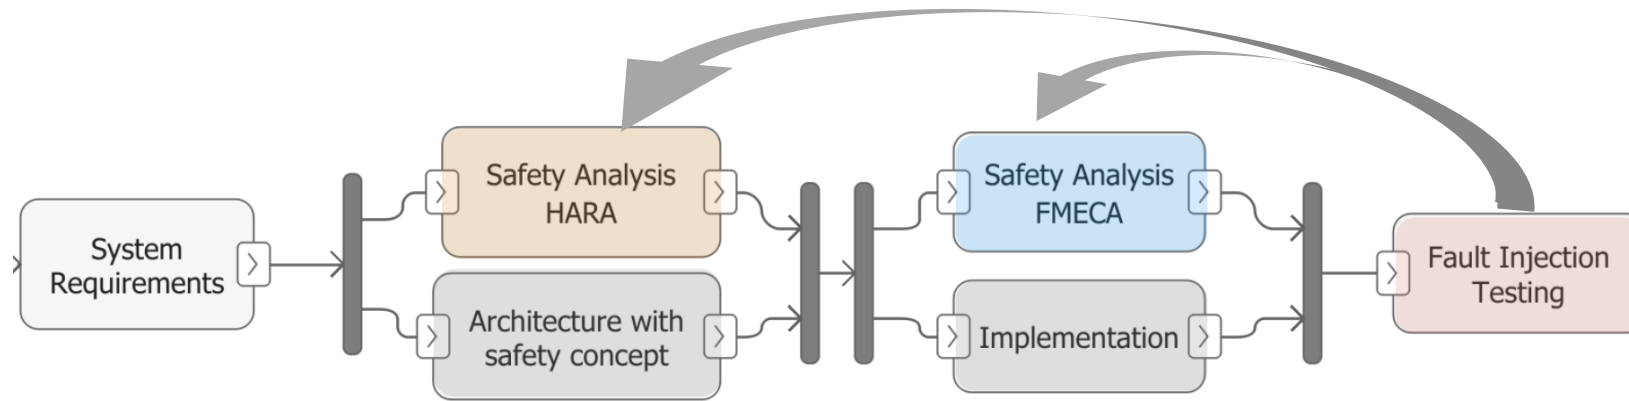 System
Requirements
Safety Analysis
HARA
Architecture with
safety concept
Safety Analysis
FMECA
Implementation
Fault Injection
Testing